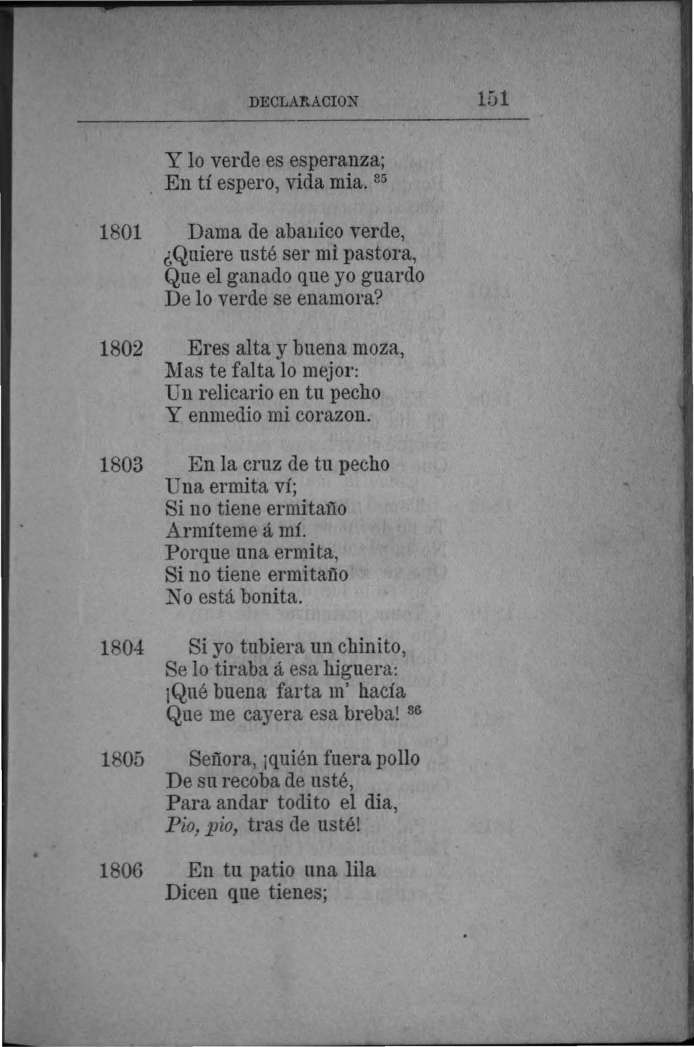 DECLARACION 151
Y lo verde es esperanza;
En tí espero, vida mia. 35
1801 Dama de abanico verde,
¿Quiere usté ser mi pastora,
Que el ganado que yo guardo
De lo verde se enamora?
1802 Eres alta y buena moza,
Mas te falta lo mejor:
Un relicario en tu pecho
Y enmedio mi corazon.
1803 En la cruz de tu pecho
Una ermita ví;
Si no tiene ermitaño
Armíteme á mí.
Porque una ermita,
Si no tiene ermitaño
No está bonita.
1804 Si yo tubiera un chinito,
Se lo tiraba á esa higuera:
¡Qué buena farta m' hacía
Que me cayera esa breba! 36
1805 Señora, ¡quién fuera pollo
De su recoba de usté,
Para andar todito el dia,
Pio, pio, tras de usté!
1806 En tu patio una lila
Dicen que tienes;